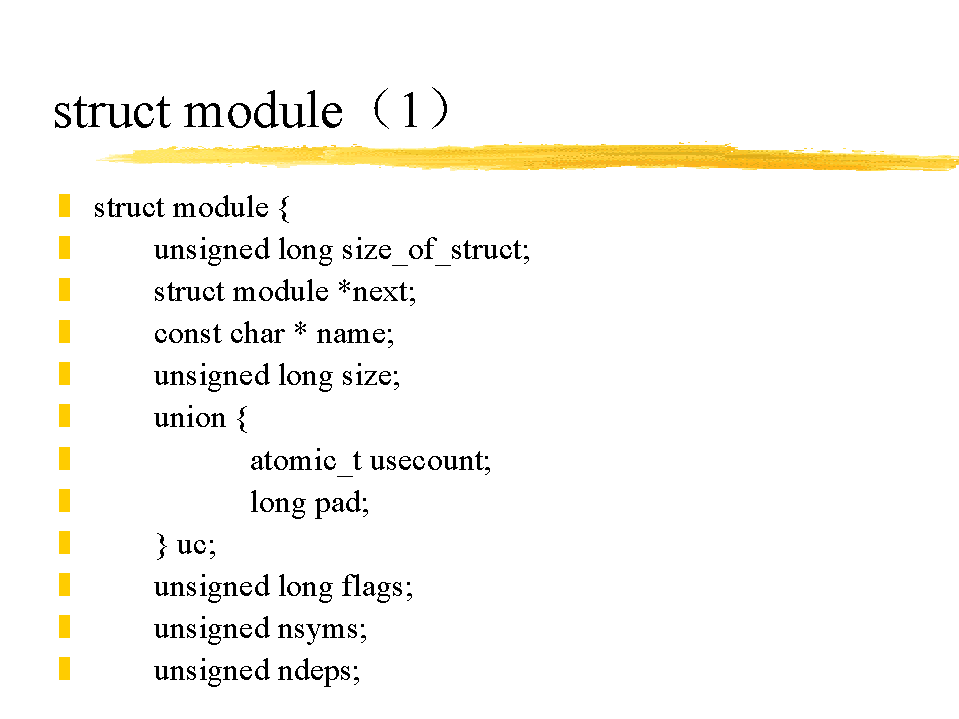 struct module（1）
struct module {
unsigned long size_of_struct;
struct module *next;
const char * name;
unsigned long size;
union {
atomic_t usecount;
long pad;
} uc;
unsigned long flags;
unsigned nsyms;
unsigned ndeps;